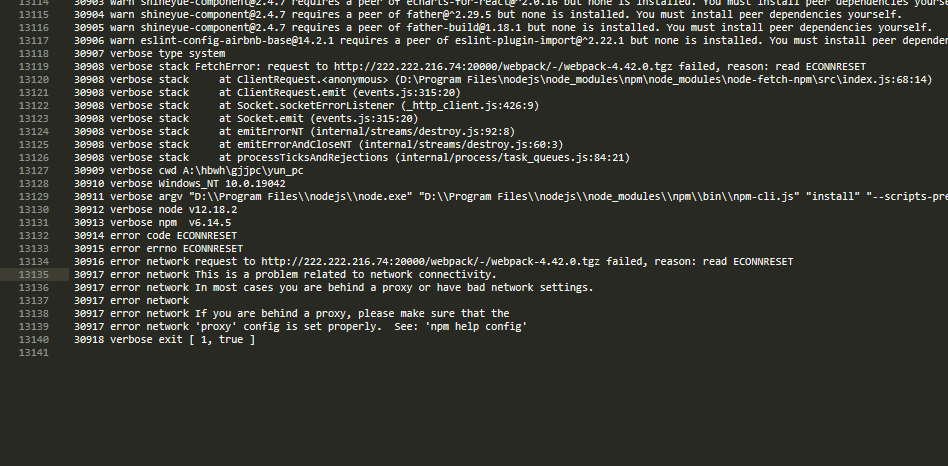 13114 30903 warn shineyue-component@2.4.7 requires a peer of echarts-for-react@^2.0.16 but none is installed. You must install peer dependencies yourse
13115 30904 warn shineyue-component@2.4.7 requires a peer of father@^2.29.5 but none is installed. You must install peer dependencies yourself.
13116 30905 warn shineyue-component@2.4.7 requires a peer of father-build@1.18.1 but none is installed. You must install peer dependencies yourself.
13117 30906 warn eslint-config-airbnb-base@14.2.1 requires a peer of eslint-plugin-import@^2.22.1 but none is installed. You must install peer depende
13118 30907 verbose type system
13119 30908 verbose stack FetchError: request to http://222.222.216.74:20000/webpack/-/webpack-4.42.0.tgz failed, reason: read ECONNRESET
13120 30908 verbose stack     at ClientRequest.<anonymous> (D:\Program Files\nodejs\node_modules\npm\node_modules\node-fetch-npm\src\index.js:68:14)
13121 30908 verbose stack     at ClientRequest.emit (events.js:315:20)
13122 30908 verbose stack     at Socket.socketErrorListener (_http_client.js:426:9)
13123 30908 verbose stack     at Socket.emit (events.js:315:20)
13124 30908 verbose stack     at emitErrorNT (internal/streams/destroy.js:92:8)
13125 30908 verbose stack     at emitErrorAndCloseNT (internal/streams/destroy.js:60:3)
13126 30908 verbose stack     at processTicksAndRejections (internal/process/task_queues.js:84:21)
13127 30909 verbose cwd A:\hbwh\gjjpc\yun_pc
13128 30910 verbose Windows_NT 10.0.19042
13129 30911 verbose argv "D:\\Program Files\\nodejs\\node.exe" "D:\\Program Files\\nodejs\\node_modules\\npm\\bin\\npm-cli.js" "install" "--scripts-pre
13130 30912 verbose node v12.18.2
13131 30913 verbose npm  v6.14.5
13132 30914 error code ECONNRESET
13133 30915 error errno ECONNRESET
13134 30916 error network request to http://222.222.216.74:20000/webpack/-/webpack-4.42.0.tgz failed, reason: read ECONNRESET
13135 30917 error network This is a problem related to network connectivity.
13136 30917 error network In most cases you are behind a proxy or have bad network settings.
13137 30917 error network
13138 30917 error network If you are behind a proxy, please make sure that the
13139 30917 error network 'proxy' config is set properly.  See: 'npm help config'
13140 30918 verbose exit [ 1, true ]
13141